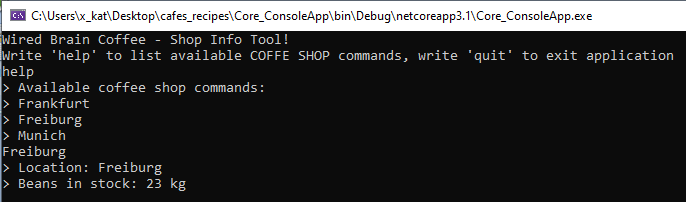 C:\Users\x_kat\Desktop\cafes_recipes\Core_ConsoleApp\bin\Debug\netcoreapp3.1\Core_ConsoleApp.exe
Wired Brain Coffee - Shop Info Tool!
Write 'help' to list available COFFE SHOP commands, write 'quit' to exit application
help
> Available coffee shop commands:
> Frankfurt
> Freiburg
> Munich
Freiburg
> Location: Freiburg
> Beans in stock: 23 kg